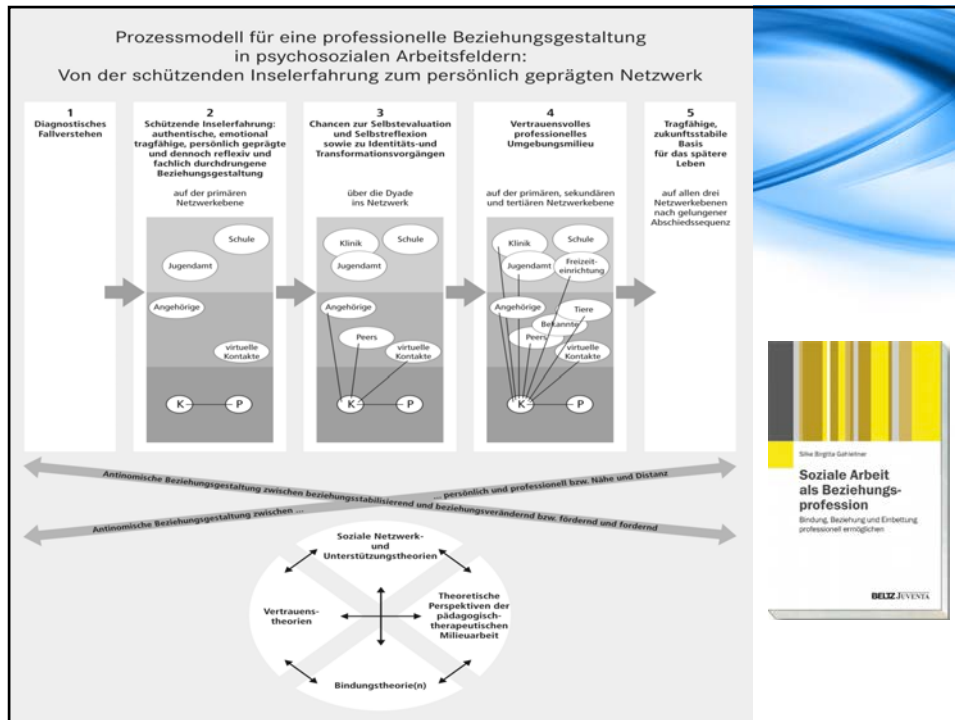 Prozessmodell für eine professionelle Beziehungsgestaltung
in psychosozialen Arbeitsfeldern:
Von der schützenden Inselerfahrung zum persönlich geprägten Netzwerk
1
Diagnostisches
Fallverstehen
2
Schützende Inselerfahrung:
authentische, emotional
tragfähige, persönlich geprägte
und dennoch reflexiv und
fachlich durchdrungene
Beziehungsgestaltung
auf der primären
Netzwerkebene
Schule
Jugendamt
Angehörige
virtuelle
Kontakte
K
P
3
Chancen zur Selbstevaluation
und Selbstreflexion
sowie zu Identitäts-und
Transformationsvorgängen
über die Dyade
ins Netzwerk
Klinik
Schule
Jugendamt
Angehörige
Peers
virtuelle
Kontakte
K
P
4
Vertrauensvolles
professionelles
Umgebungsmilieu
auf der primären, sekundären
und tertiären Netzwerkebene
Klinik
Schule
Jugendamt
Freizeit-
einrichtung
Angehörige
Tiere
Bekannte
Peers
virtuelle
Kontakte
K
P
5
Tragfähige,
zukunftsstabile
Basis
für das spätere
Leben
auf allen drei
Netzwerkebenen
nach gelungener
Abschiedssequenz
Antinomische Beziehungsgestaltung zwischen beziehungsstabilisierend und beziehungsverändernd bzw. fördernd und fordernd
Antinomische Beziehungsgestaltung zwischen ...
... persönlich und professionell bzw. Nähe und Distanz
Soziale Netzwerk-
und
Unterstützungstheorien
Vertrauens-
theorien
Theoretische
Perspektiven der
pädagogisch-
therapeutischen
Milieuarbeit
Bindungstheorie(n)
Silke Birgitta Gahleitner
Soziale Arbeit
als Beziehungs-
profession
Bindung, Beziehung und Einbettung
professionell ermöglichen
BELTZ JUVENTA